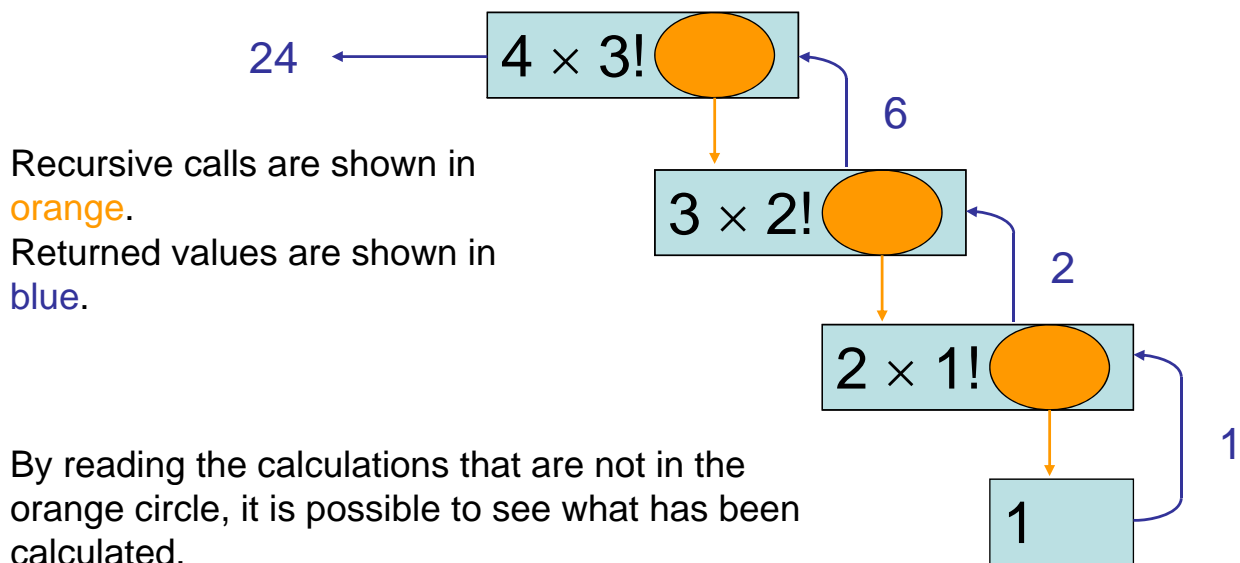 24
4 × 3!
6
Recursive calls are shown in
orange.
3 × 2!
Returned values are shown in
2
blue.
2 × 1!
1
By reading the calculations that are not in the
orange circle, it is possible to see what has been
1
calculated.